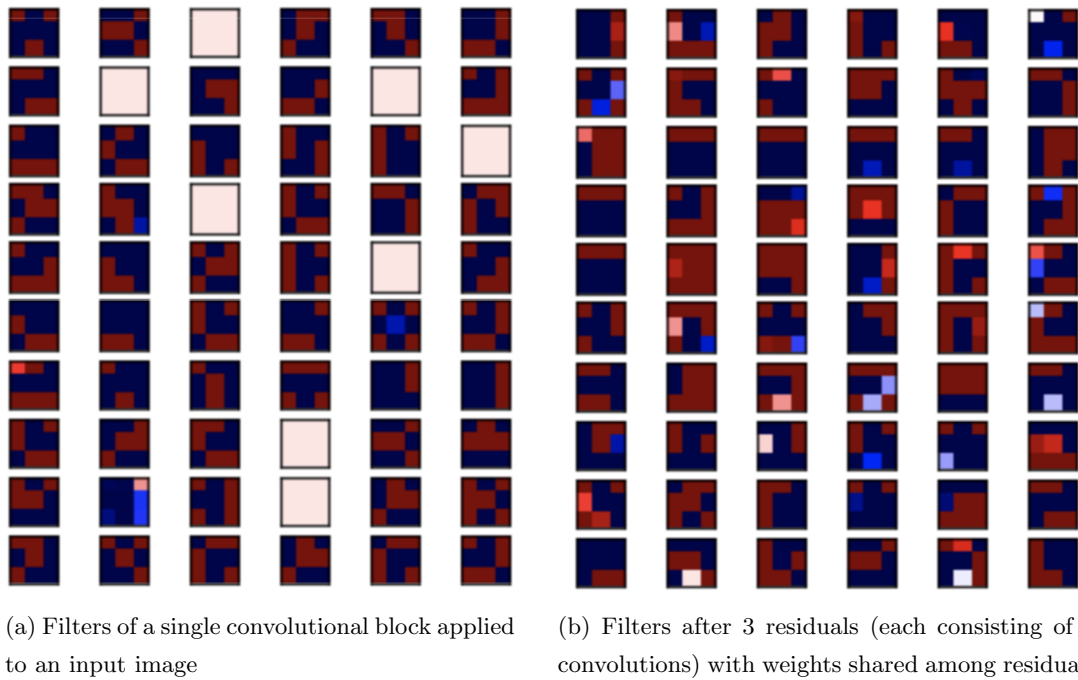 (a) Filters of a single convolutional block applied
to an input image
(b) Filters after 3 residuals (each consisting of
convolutions) with weights shared among residua